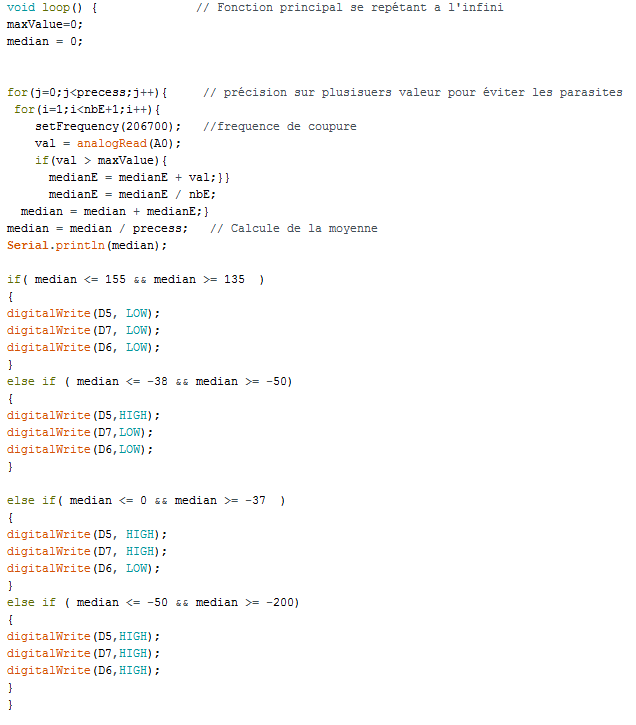 void loop() {              // Fonction principal se repétant a l'infini
maxValue=0;
median = 0;
for(j=0;j<precess;j++){     // précision sur plusisuers valeur pour éviter les parasites
 for(i=1;i<nbE+1;i++){
    setFrequency(206700);   //frequence de coupure
    val = analogRead(A0);
    if(val > maxValue){
      medianE = medianE + val;}}
      medianE = medianE / nbE;
  median = median + medianE;}
median = median / precess;   // Calcule de la moyenne
Serial.println(median);
if( median <= 155 && median >= 135  )
{
digitalWrite(D5, LOW);
digitalWrite(D7, LOW);
digitalWrite(D6, LOW);
}
else if ( median <= -38 && median >= -50)
{
digitalWrite(D5,HIGH);
digitalWrite(D7,LOW);
digitalWrite(D6,LOW);
}
else if( median <= 0 && median >= -37  )
{
digitalWrite(D5, HIGH);
digitalWrite(D7, HIGH);
digitalWrite(D6, LOW);
}
else if ( median <= -50 && median >= -200)
{
digitalWrite(D5,HIGH);
digitalWrite(D7,HIGH);
digitalWrite(D6,HIGH);
}
}